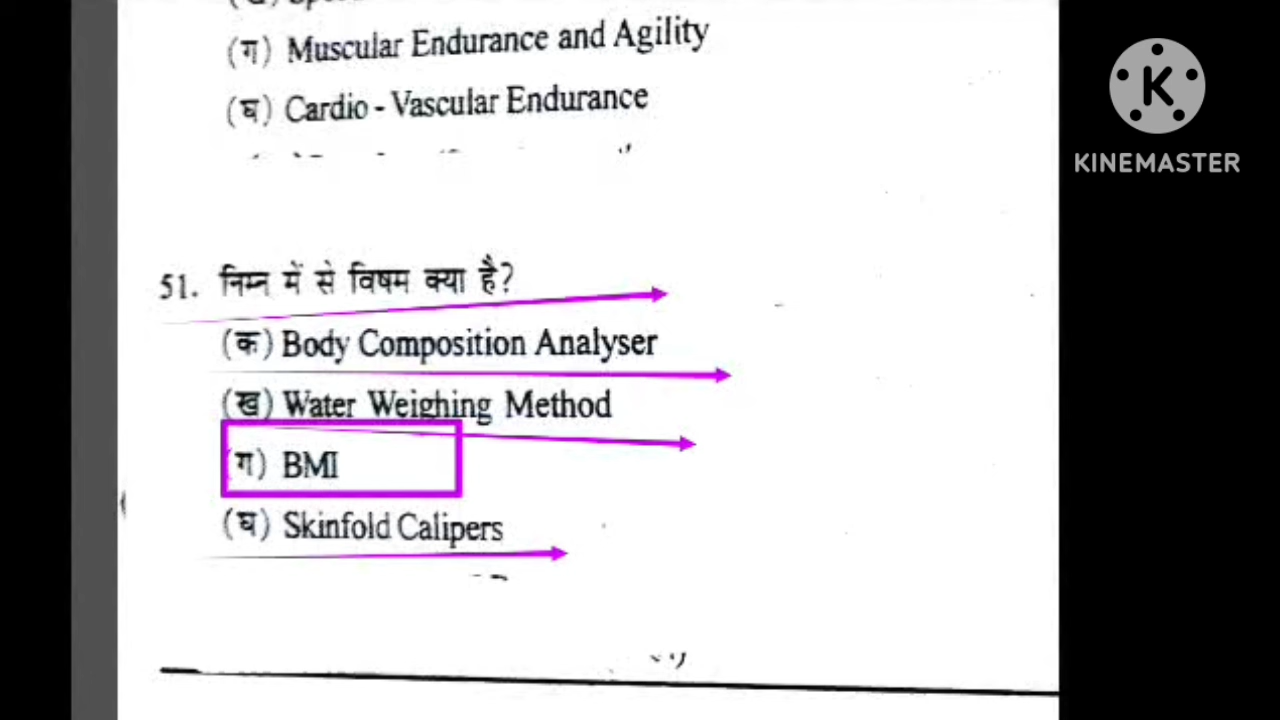 (ग) Muscular Endurance and Agility
(घ) Cardio - Vascular Endurance
K
KINEMASTER
51. निम्न में से विषम क्या है?
(क) Body Composition Analyser
(ख) Water Weighing Method
(ग) BMI
(घ) Skinfold Calipers